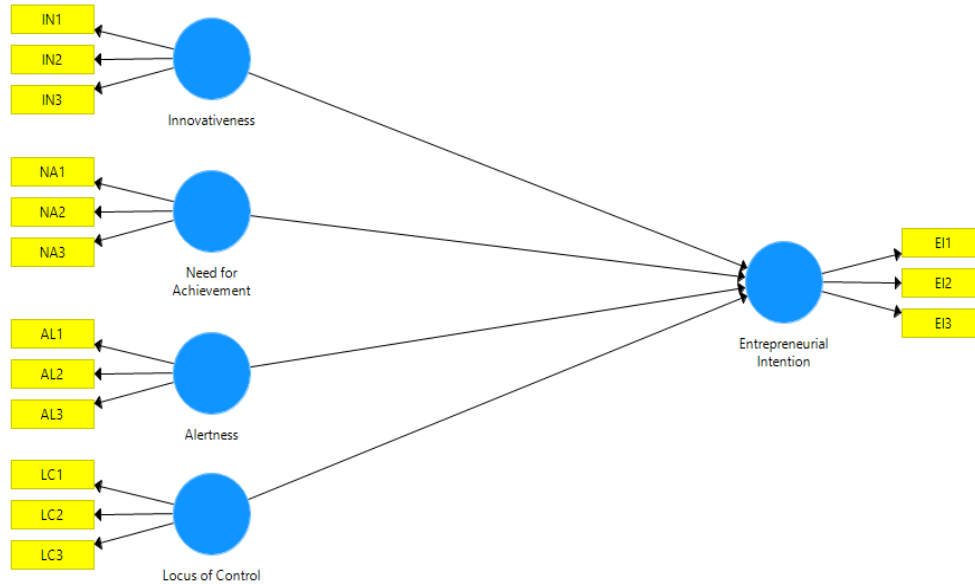 IN1
IN2
IN3
Innovativeness
NA1
NA2
NA3
Need for
Achievement
AL1
AL2
AL3
Alertness
LC1
LC2
LC3
Locus of Control
EI1
EI2
EI3
Entrepreneurial
Intention